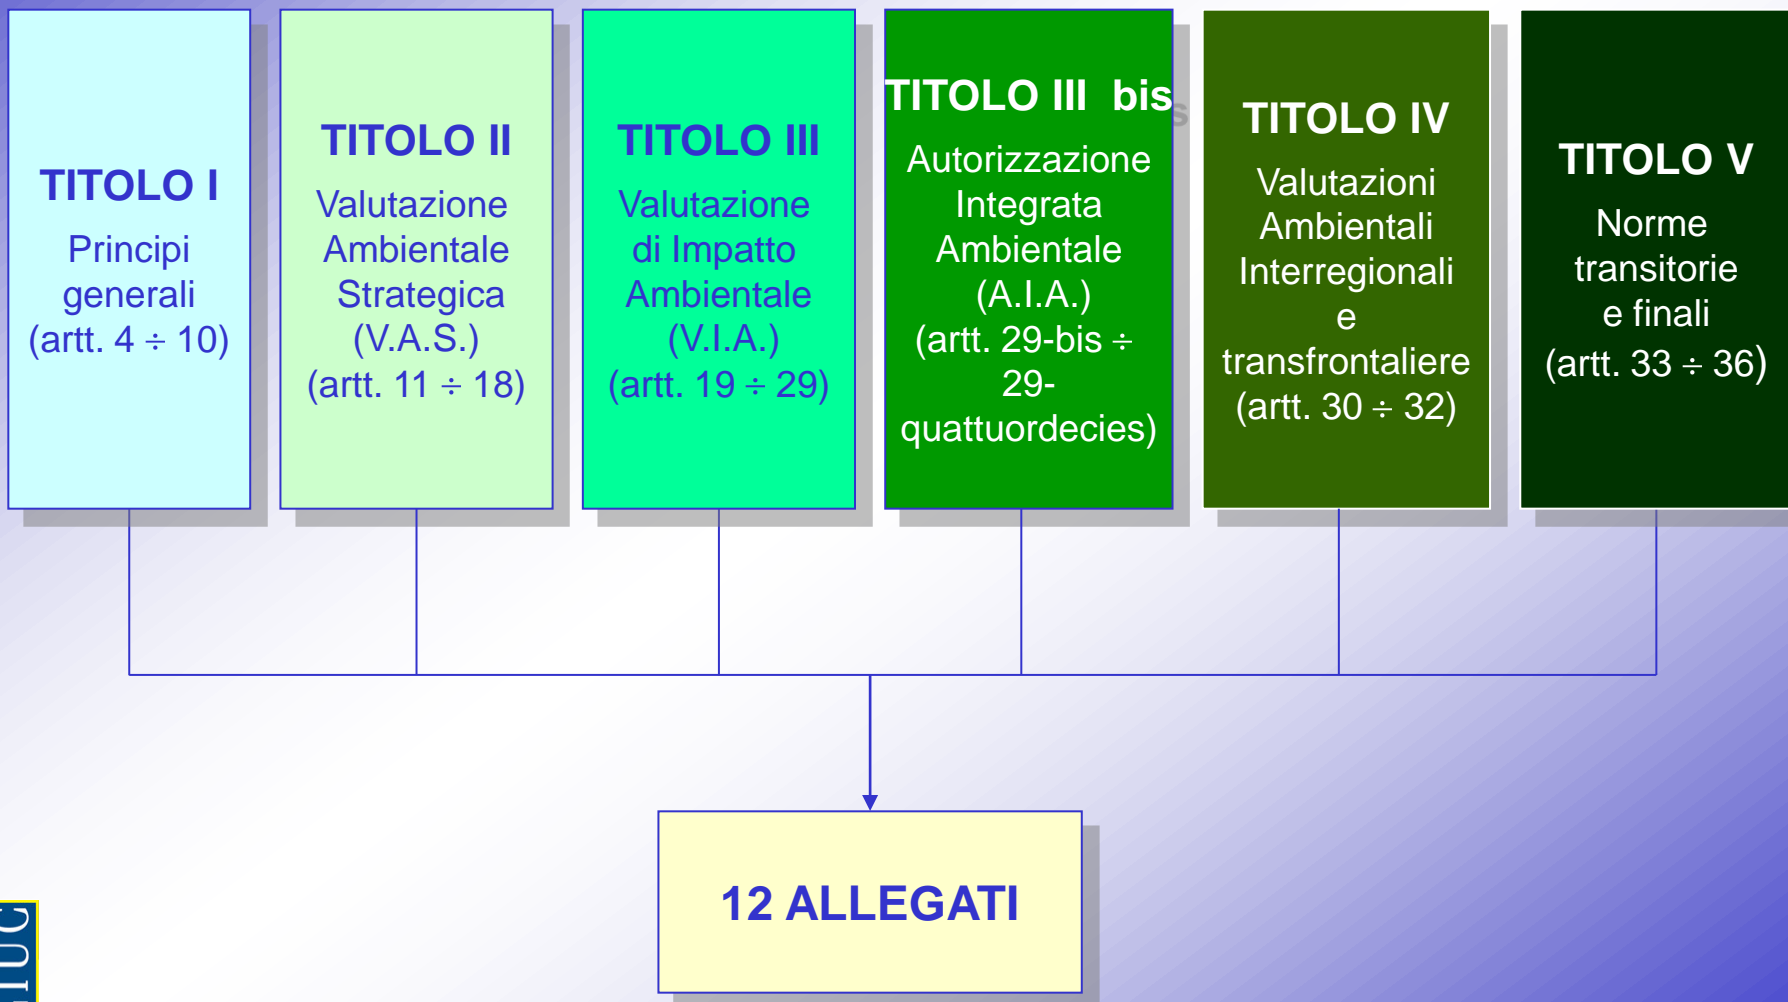 TITOLO I
Principi
generali
(artt. 4 ÷ 10)
TITOLO II
Valutazione
Ambientale
Strategica
(V.A.S.)
(artt. 11 ÷ 18)
TITOLO III
Valutazione
di Impatto
Ambientale
(V.I.A.)
(artt. 19 ÷ 29)
TITOLO III bis
Autorizzazione
Integrata
Ambientale
(A.I.A.)
(artt. 29-bis ÷
29-
quattuordecies)
TITOLO IV
Valutazioni
Ambientali
Interregionali
e
transfrontaliere
(artt. 30 ÷ 32)
TITOLO V
Norme
transitorie
e finali
(artt. 33 ÷ 36)
12 ALLEGATI